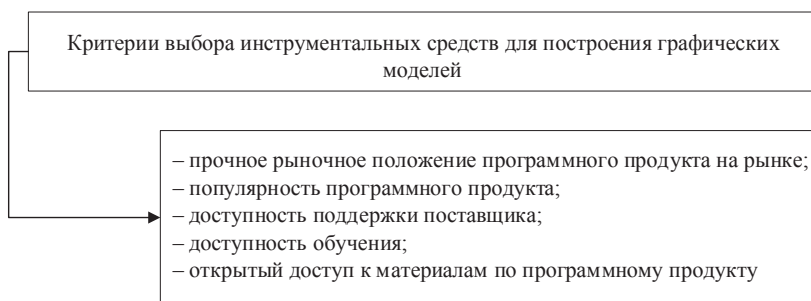 Критерии выбора инструментальных средств для построения графических
моделей
– прочное рыночное положение программного продукта на рынке;
– популярность программного продукта;
– доступность поддержки поставщика;
– доступность обучения;
– открытый доступ к материалам по программному продукту